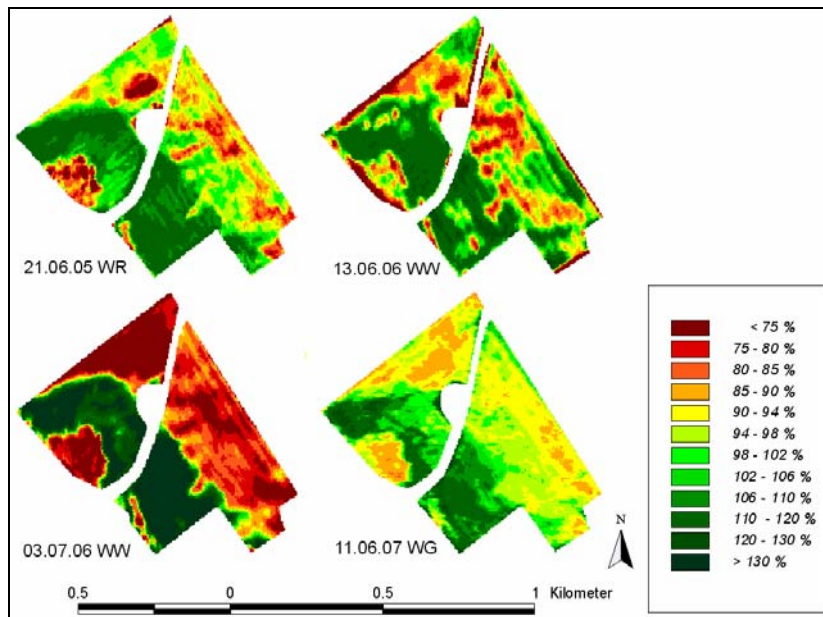 21.06.05 WR
13.06.06 WW
03.07.06 WW
11.06.07 WG
N
< 75 %
75 - 80 %
80 - 85 %
85 - 90 %
90 - 94 %
94 - 98 %
98 - 102 %
102 - 106 %
106 - 110 %
110 - 120 %
120 - 130 %
> 130 %
0.5 0 0.5 1 Kilometer